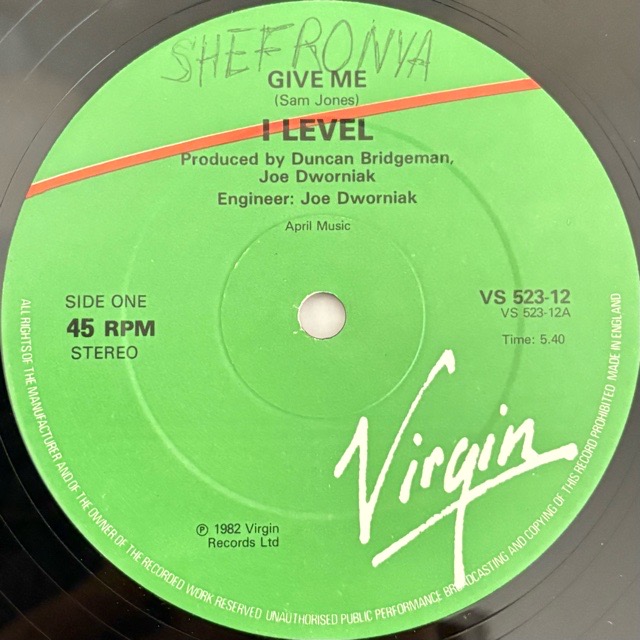 SHEFRONYA
GIVE ME
(Sam Jones)
I LEVEL
Produced by Duncan Bridgeman,
Joe Dworniak
Engineer: Joe Dworniak
April Music
SIDE ONE
45 RPM
STEREO
VS 523-12
VS 523-12A
Time: 5.40
Virgin
℗ 1982 Virgin
Records Ltd
ALL RIGHTS OF THE MANUFACTURER AND OF THE OWNER OF THE RECORDED WORK RESERVED UNAUTHORISED PUBLIC PERFORMANCE BROADCASTING AND COPYING OF THIS RECORD PROHIBITED MADE IN ENGLAND